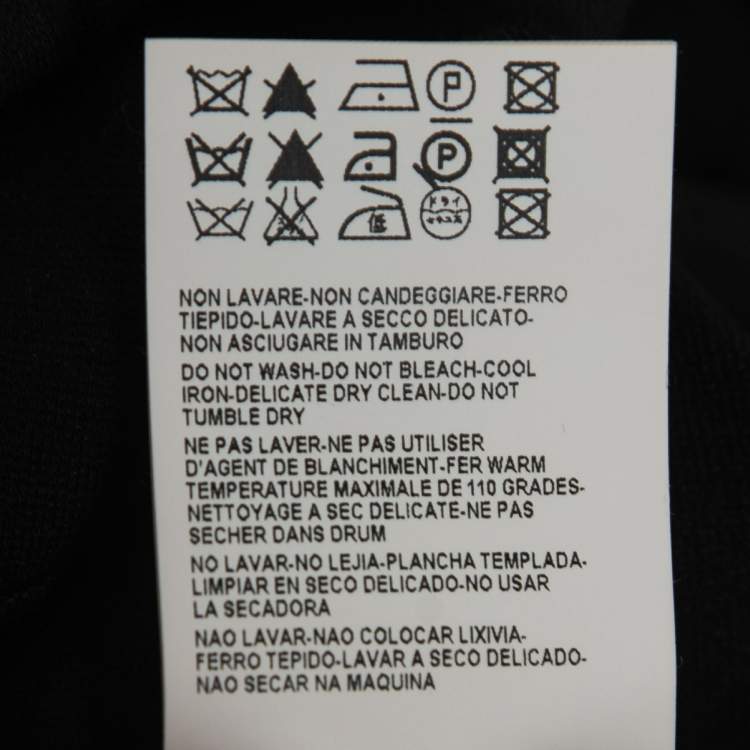 P
P
低
ドライ
NON LAVARE-NON CANDEGGIARE-FERRO
TIEPIDO-LAVARE A SECCO DELICATO-
NON ASCIUGARE IN TAMBURO
DO NOT WASH-DO NOT BLEACH-COOL
IRON-DELICATE DRY CLEAN-DO NOT
TUMBLE DRY
NE PAS LAVER-NE PAS UTILISER
D'AGENT DE BLANCHIMENT-FER WARM
TEMPERATURE MAXIMALE DE 110 GRADES-
NETTOYAGE A SEC DELICATE-NE PAS
SECHER DANS DRUM
NO LAVAR-NO LEJIA-PLANCHA TEMPLADA-
LIMPIAR EN SECO DELICADO-NO USAR
LA SECADORA
NAO LAVAR-NAO COLOCAR LIXIVIA-
FERRO TEPIDO-LAVAR A SECO DELICADO-
NAO SECAR NA MAQUINA